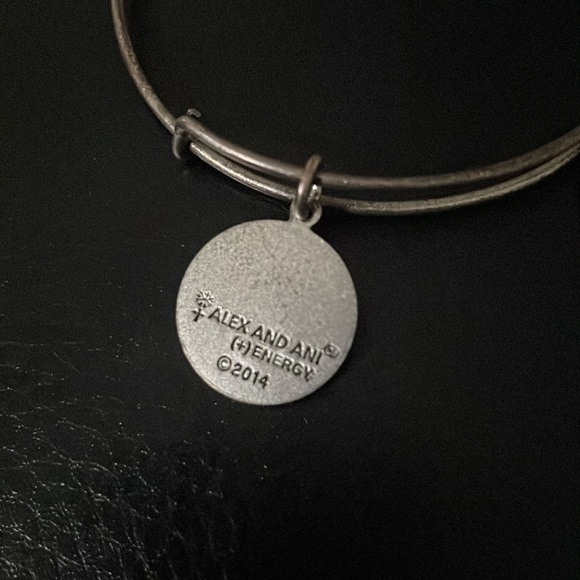 ALEX AND ANI®
(+) ENERGY
©2014